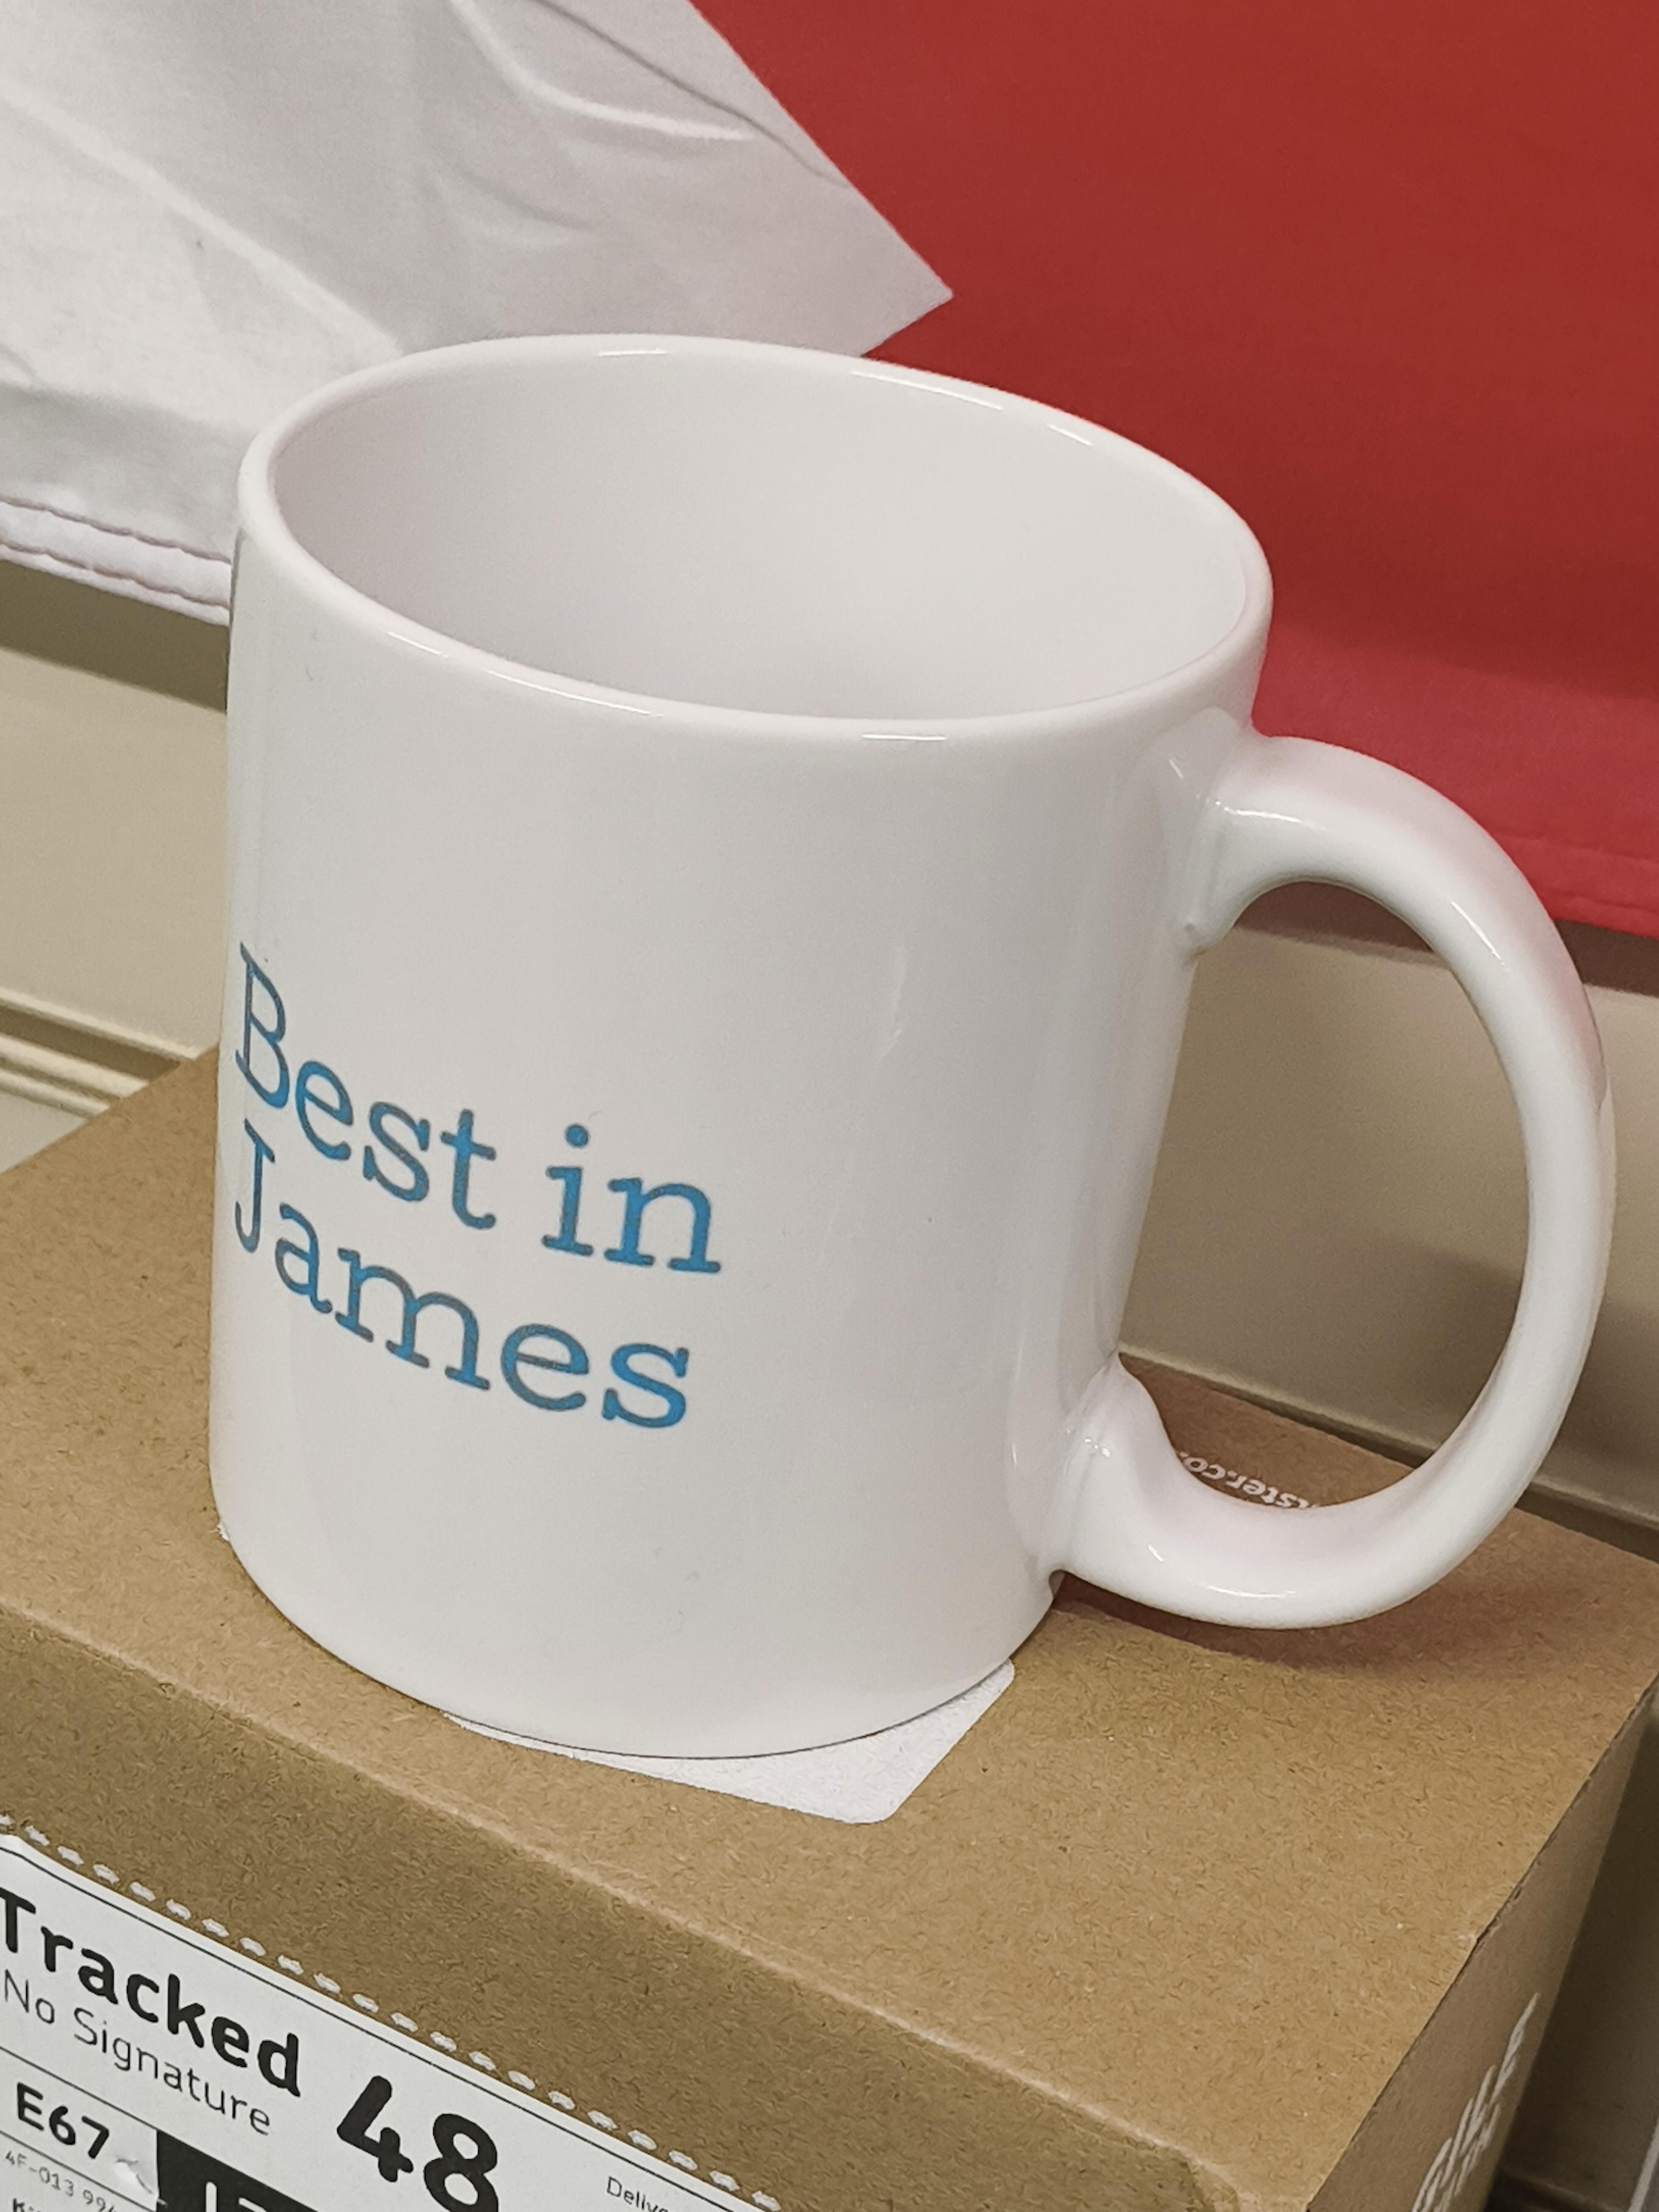 Best in
James
Tracked 48
No Signature
E67